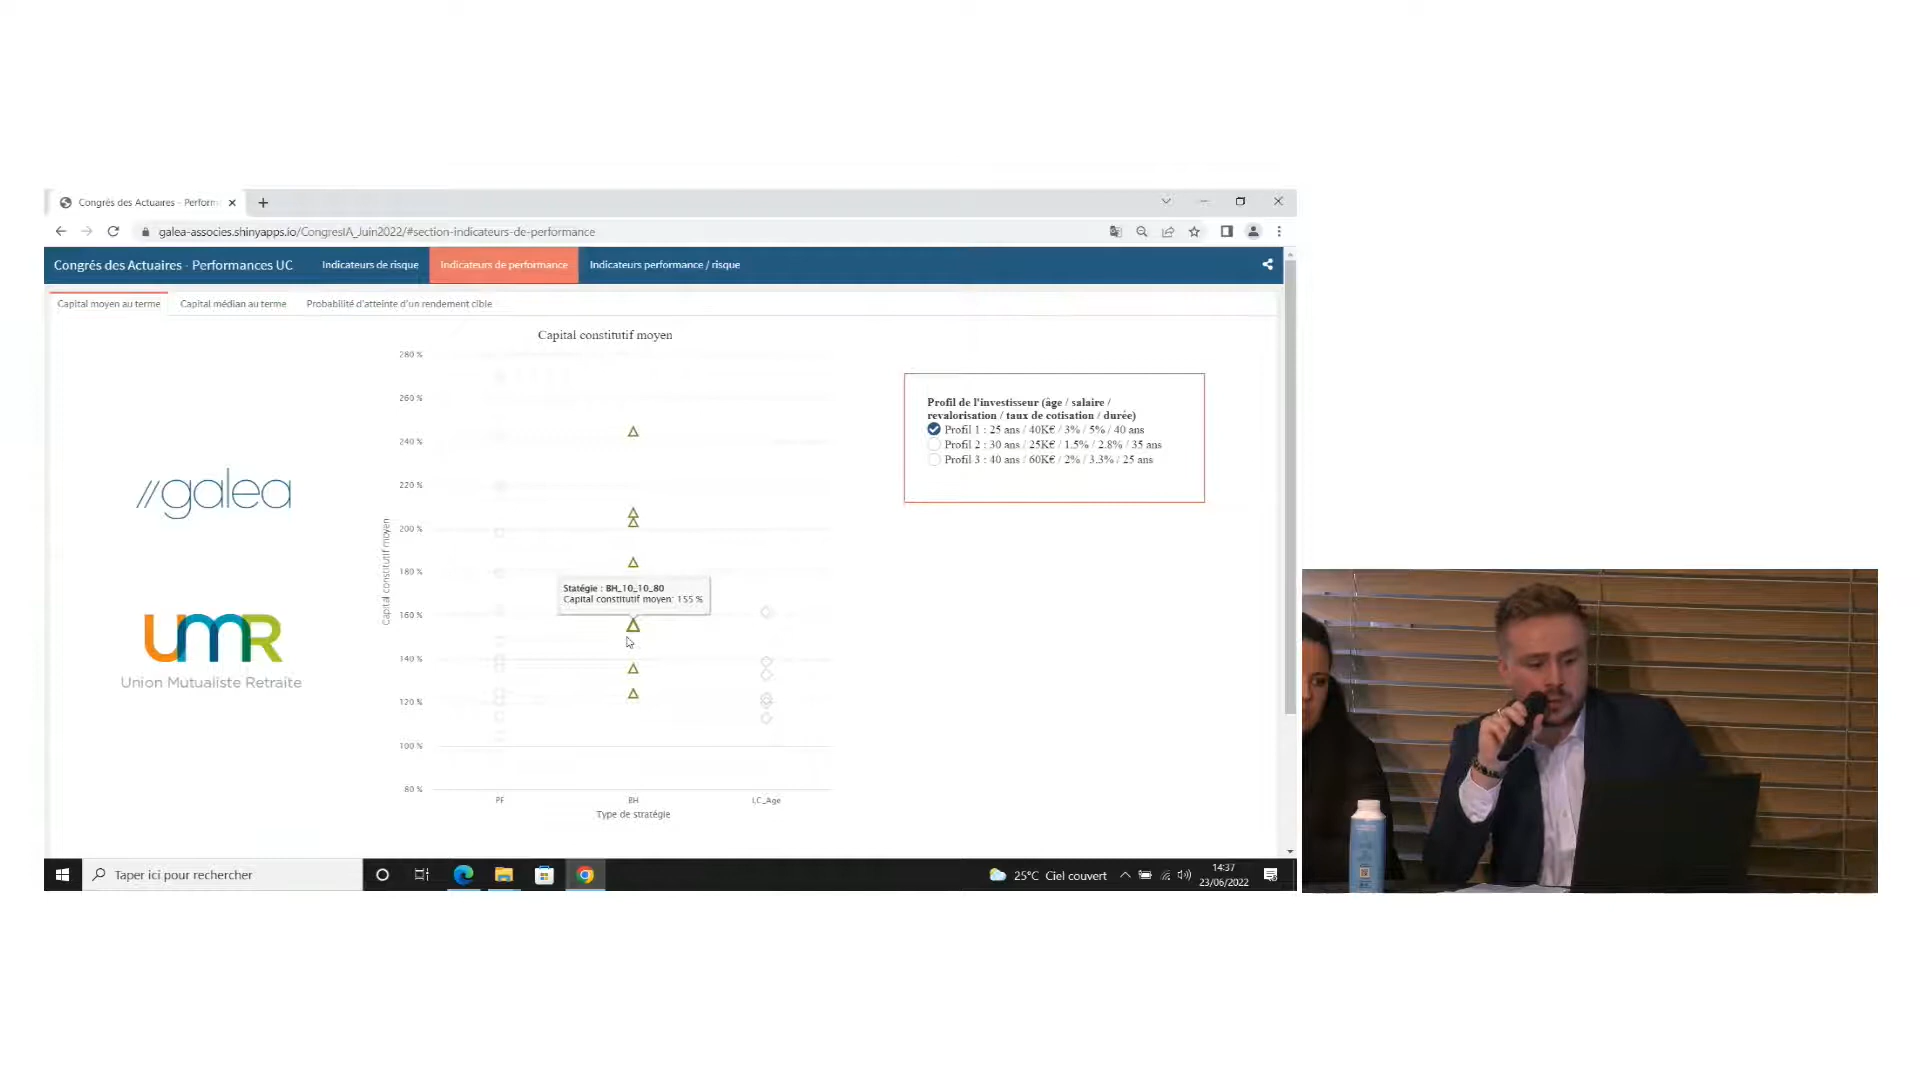 Congrés des Actuaires - Perform
galea-associes.shinyapps.io/CongresIA_Juin2022/#section-indicateurs-de-performance
Congrés des Actuaires - Performances UC
Indicateurs de risque
Indicateurs de performance
Indicateurs performance / risque
Capital moyen au terme
Capital médian au terme
Probabilité d'atteinte d'un rendement cible
Capital constitutif moyen
280 %
260 %
240 %
220 %
200 %
180 %
160 %
140 %
120 %
100 %
80 %
Capital constitutif moyen
Statégie : BH_10_10_80
Capital constitutif moyen: 155 %
PF
BH
LC_Age
Type de stratégie
Profil de l'investisseur (âge / salaire /
revalorisation / taux de cotisation / durée)
Profil 1 : 25 ans / 40K€ / 3% / 5% / 40 ans
Profil 2 : 30 ans / 25K€ / 1.5% / 2.8% / 35 ans
Profil 3 : 40 ans / 60K€ / 2% / 3.3% / 25 ans
//galea
umr
Union Mutualiste Retraite
Taper ici pour rechercher
25°C Ciel couvert
14:37
23/06/2022